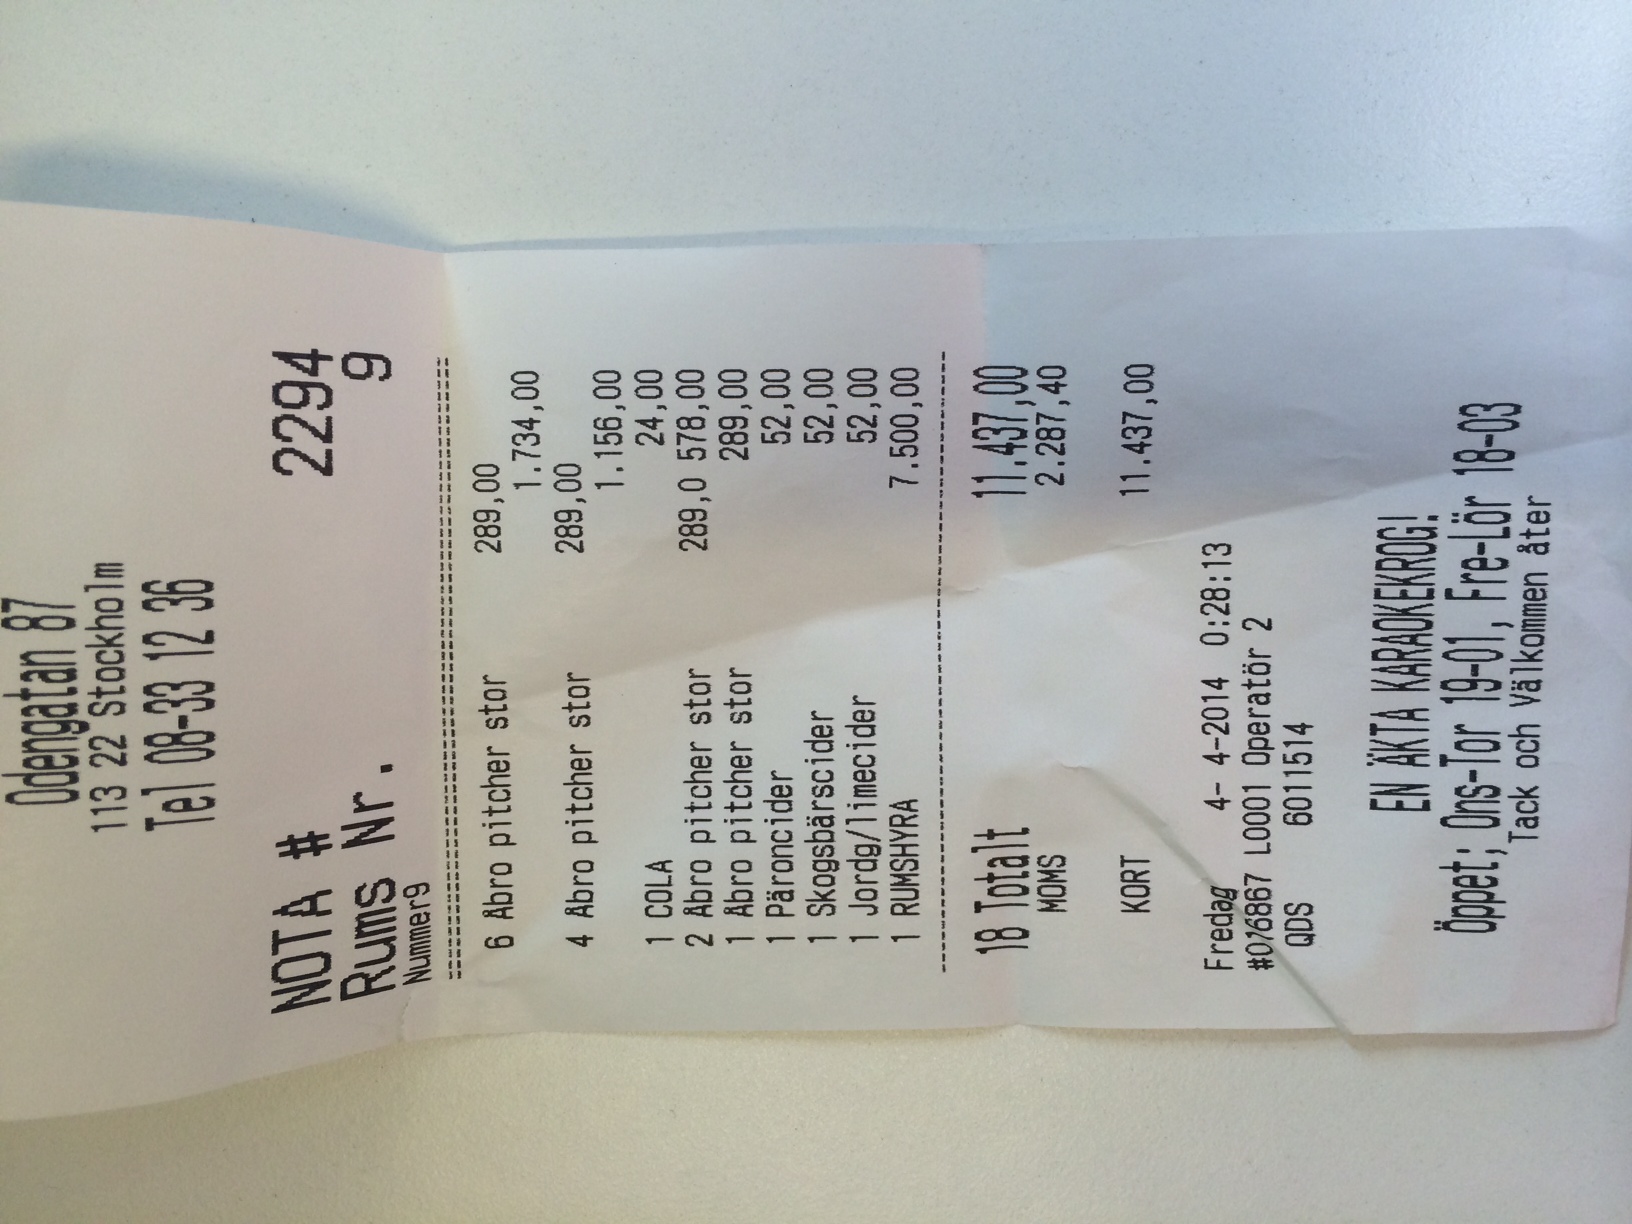 Odengatan 87
113 22 Stockholm
Tel 08-33 12 36
NOTA # 2294
Rums Nr. 9
Nummer9
6 Åbro pitcher stor 289,00
1.734,00
4 Åbro pitcher stor 289,00
1.156,00
1 COLA 24,00
2 Åbro pitcher stor 289,0 578,00
1 Åbro pitcher stor 289,00
1 Päroncider 52,00
1 Skogsbärscider 52,00
1 Jordg/limecider 52,00
1 RUMSHYRA 7.500,00
18 Totalt 11.437,00
MOMS 2.287,40
KORT 11.437,00
Fredag 4- 4-2014 0:28:13
#016867 L0001 Operatör 2
QDS 6011514
EN ÄKTA KARAOKEKROG!
Öppet; Ons-Tor 19-01, Fre-Lör 18-03
Tack och välkommen åter